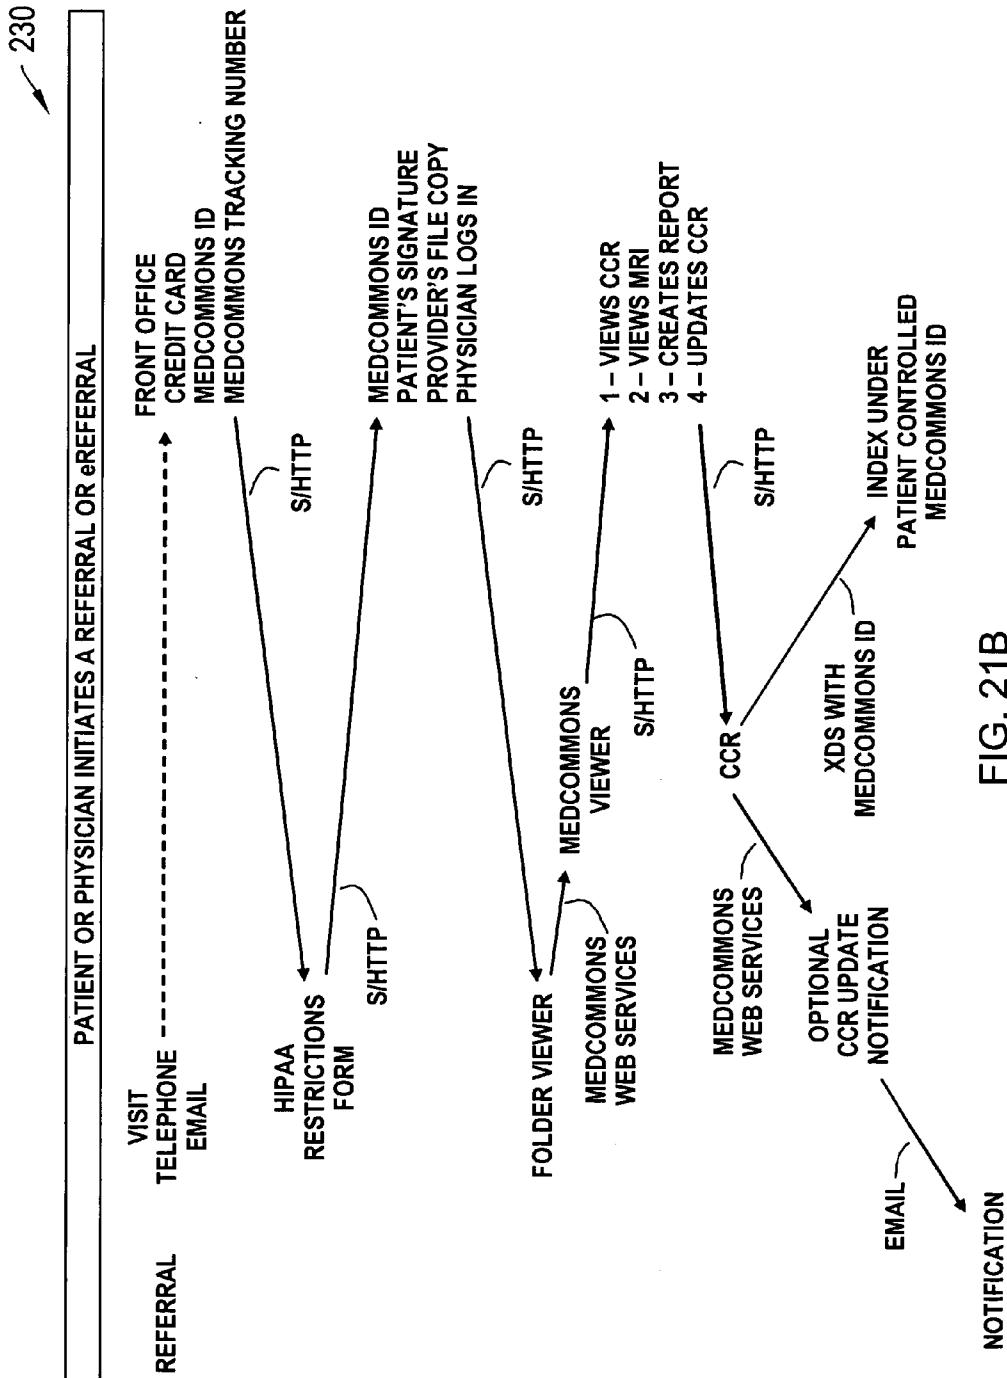 230
PATIENT OR PHYSICIAN INITIATES A REFERRAL OR eREFERRAL
REFERRAL
VISIT
TELEPHONE
EMAIL
FRONT OFFICE
CREDIT CARD
MEDCOMMONS ID
MEDCOMMONS TRACKING NUMBER
S/HTTP
HIPAA
RESTRICTIONS
FORM
S/HTTP
MEDCOMMONS ID
PATIENT'S SIGNATURE
PROVIDER'S FILE COPY
PHYSICIAN LOGS IN
S/HTTP
FOLDER VIEWER
MEDCOMMONS
WEB SERVICES
MEDCOMMONS
VIEWER
S/HTTP
1 – VIEWS CCR
2 – VIEWS MRI
3 – CREATES REPORT
4 – UPDATES CCR
S/HTTP
CCR
MEDCOMMONS
WEB SERVICES
XDS WITH
MEDCOMMONS ID
INDEX UNDER
PATIENT CONTROLLED
MEDCOMMONS ID
OPTIONAL
CCR UPDATE
NOTIFICATION
EMAIL
NOTIFICATION
FIG. 21B